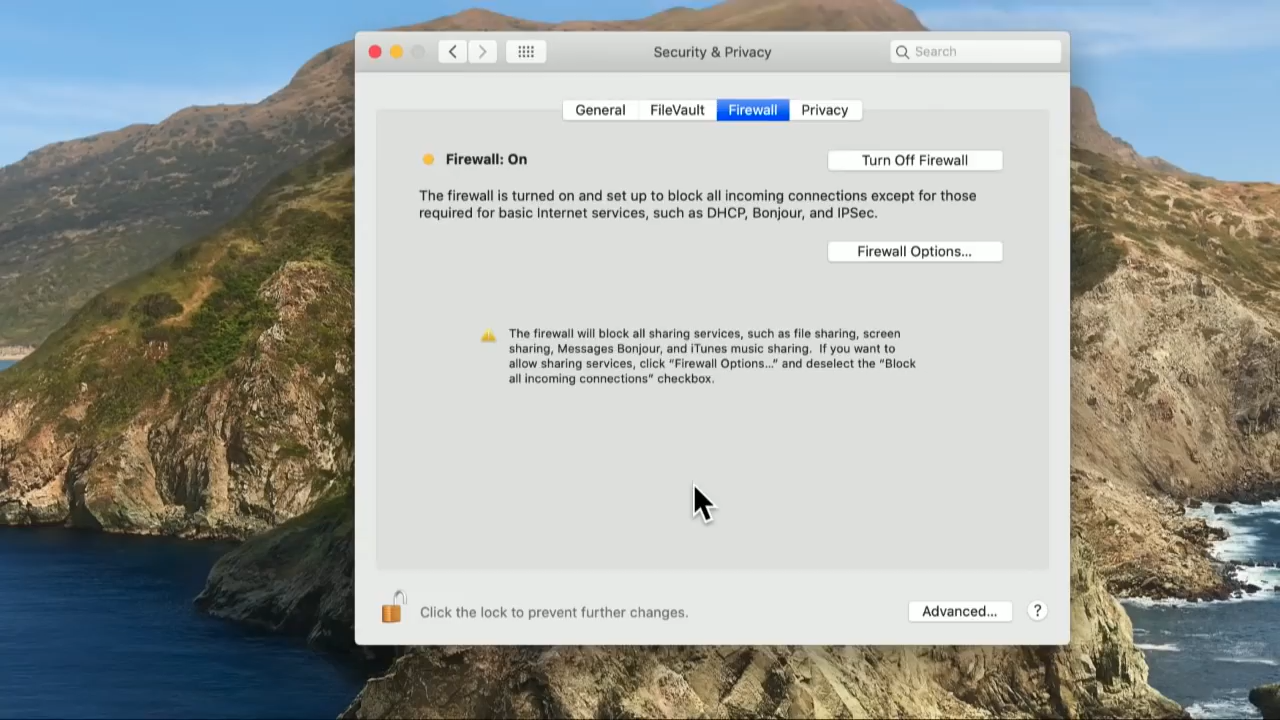 Security & Privacy
Search
General
FileVault
Firewall
Privacy
Firewall: On
Turn Off Firewall
The firewall is turned on and set up to block all incoming connections except for those
required for basic Internet services, such as DHCP, Bonjour, and IPSec.
Firewall Options...
The firewall will block all sharing services, such as file sharing, screen
sharing, Messages Bonjour, and iTunes music sharing.  If you want to
allow sharing services, click “Firewall Options...” and deselect the “Block
all incoming connections” checkbox.
Click the lock to prevent further changes.
Advanced...
?